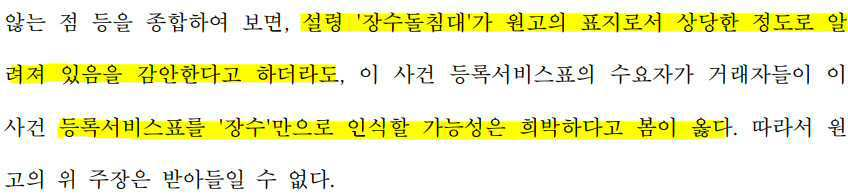 않는 점 등을 종합하여 보면, 설령 '장수돌침대'가 원고의 표지로서 상당한 정도로 알
려져 있음을 감안한다고 하더라도, 이 사건 등록서비스표의 수요자가 거래자들이 이
사건 등록서비스표를 '장수'만으로 인식할 가능성은 희박하다고 봄이 옳다. 따라서 원
고의 위 주장은 받아들일 수 없다.